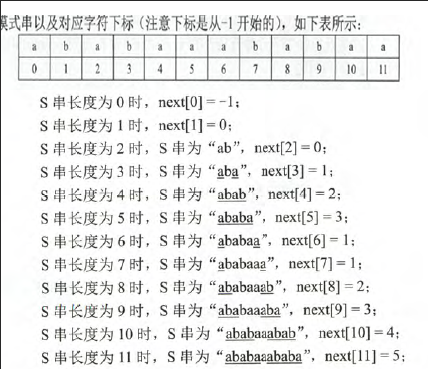 模式串以及对应字符下标(注意下标是从-1 开始的),如下表所示:
a b a b a a a b a b a a
0 1 2 3 4 5 6 7 8 9 10 11
S 串长度为 0 时,next[0]=-1;
S 串长度为 1 时,next[1]=0;
S 串长度为 2 时,S 串为“ab”,next[2]=0;
S 串长度为 3 时,S 串为“aba”,next[3]=1;
S 串长度为 4 时,S 串为“abab”,next[4]=2;
S 串长度为 5 时,S 串为“ababa”,next[5]=3;
S 串长度为 6 时,S 串为“ababaa”,next[6]=1;
S 串长度为 7 时,S 串为“ababaaa”,next[7]=1;
S 串长度为 8 时,S 串为“ababaaab”,next[8]=2;
S 串长度为 9 时,S 串为“ababaaaba”,next[9]=3;
S 串长度为 10 时,S 串为“ababaaabab”,next[10]=4;
S 串长度为 11 时,S 串为“ababaaababa”,next[11]=5;